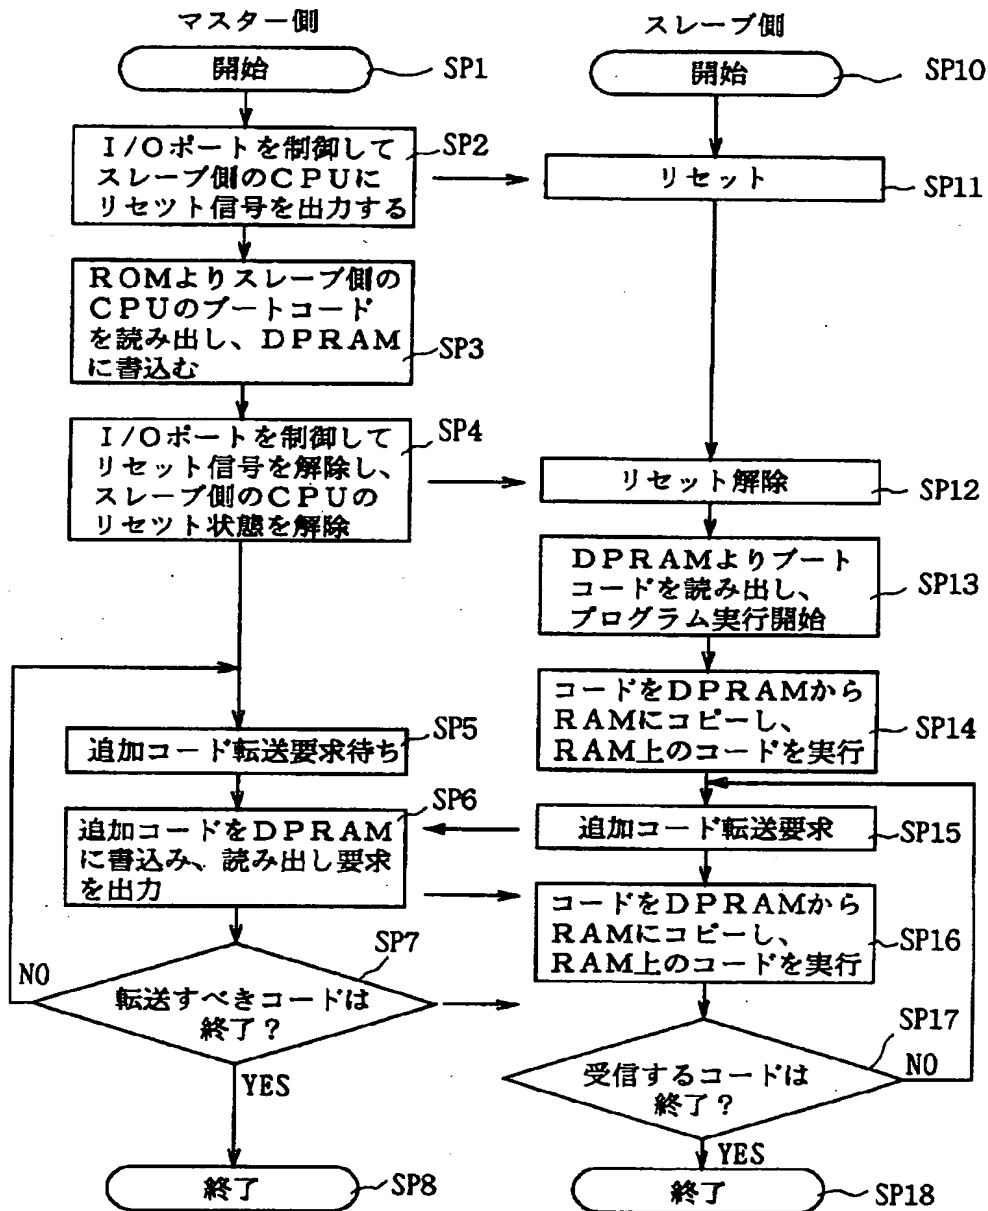 マスター側
開始
SP1
I/Oポートを制御して
スレーブ側のCPUに
リセット信号を出力する
SP2
ROMよりスレーブ側の
CPUのブートコード
を読み出し、DPRAM
に書込む
SP3
I/Oポートを制御して
リセット信号を解除し、
スレーブ側のCPUの
リセット状態を解除
SP4
追加コード転送要求待ち
SP5
追加コードをDPRAM
に書込み、読み出し要求
を出力
SP6
転送すべきコードは
終了？
SP7
NO
YES
終了
SP8
スレーブ側
開始
SP10
リセット
SP11
リセット解除
SP12
DPRAMよりブート
コードを読み出し、
プログラム実行開始
SP13
コードをDPRAMから
RAMにコピーし、
RAM上のコードを実行
SP14
追加コード転送要求
SP15
コードをDPRAMから
RAMにコピーし、
RAM上のコードを実行
SP16
受信するコードは
終了？
SP17
NO
YES
終了
SP18